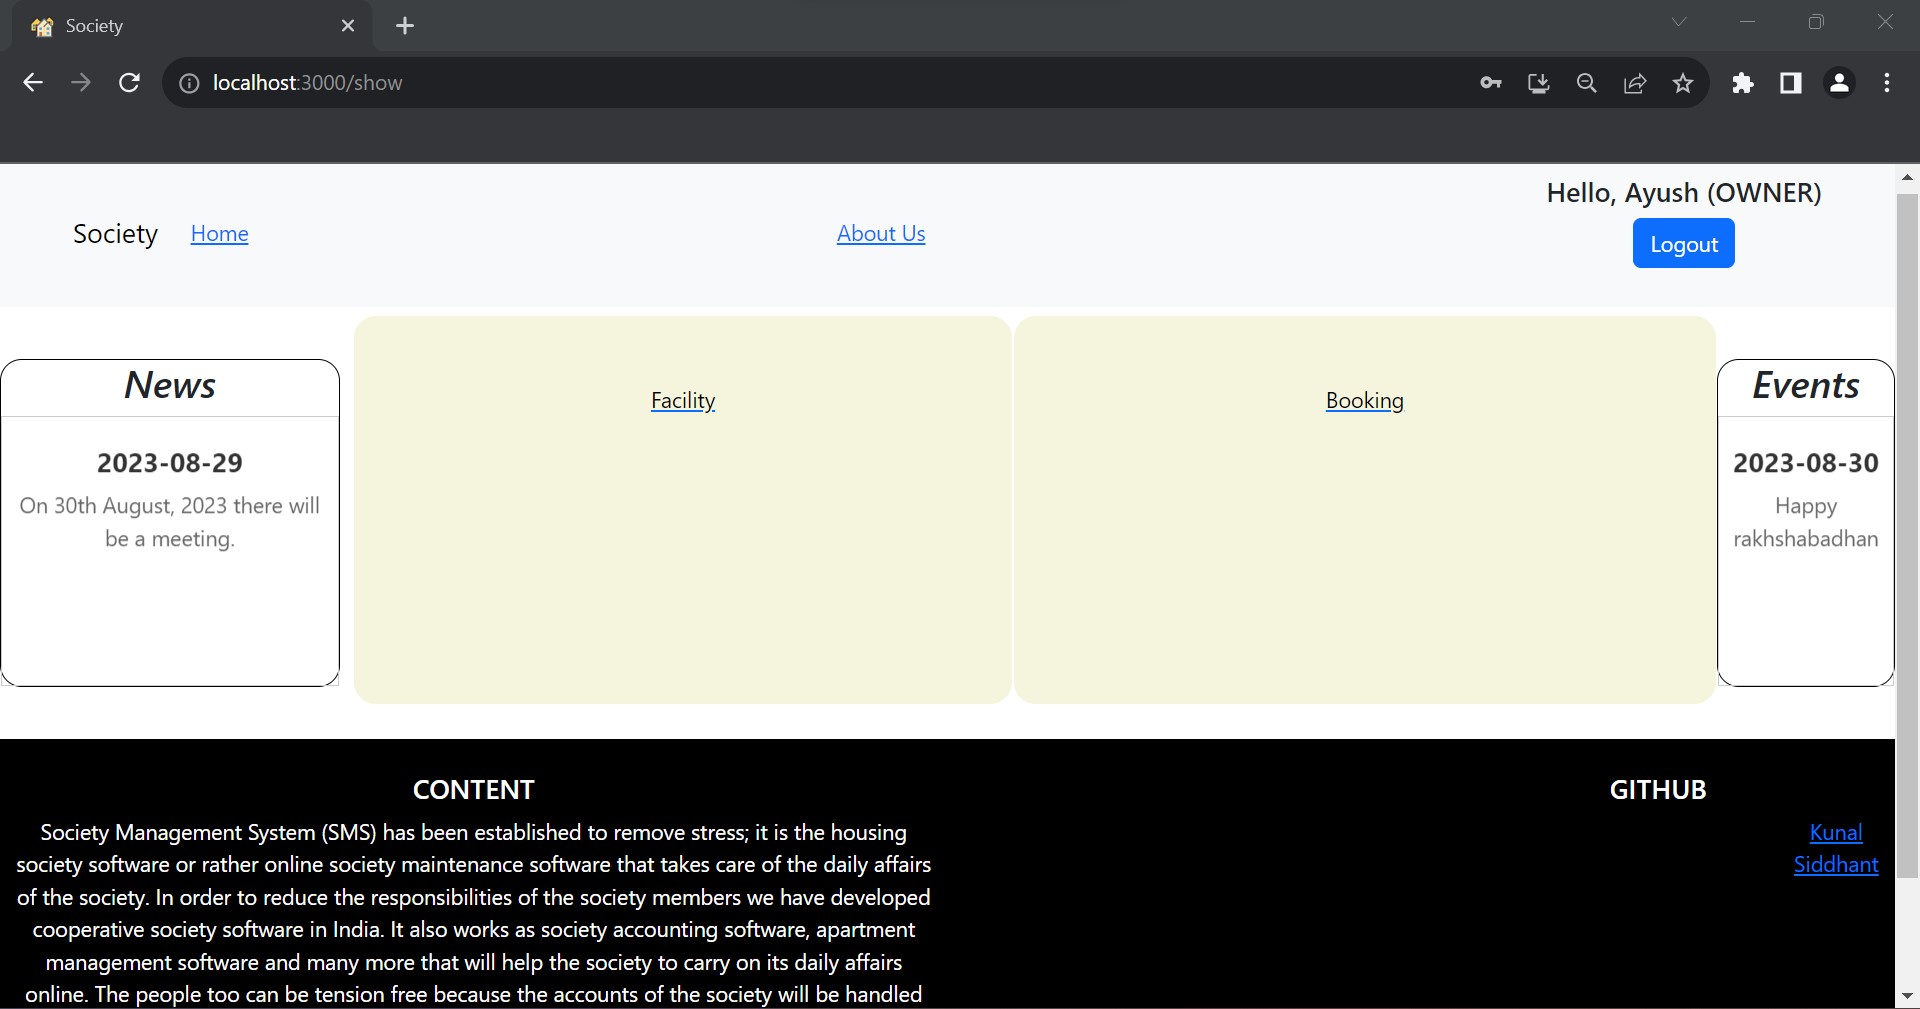 Society
localhost:3000/show
Hello, Ayush (OWNER)
Society Home About Us
Logout
News
2023-08-29
On 30th August, 2023 there will
be a meeting.
Facility
Booking
Events
2023-08-30
Happy
rakhshabadhan
CONTENT
Society Management System (SMS) has been established to remove stress; it is the housing
society software or rather online society maintenance software that takes care of the daily affairs
of the society. In order to reduce the responsibilities of the society members we have developed
cooperative society software in India. It also works as society accounting software, apartment
management software and many more that will help the society to carry on its daily affairs
online. The people too can be tension free because the accounts of the society will be handled
GITHUB
Kunal
Siddhant